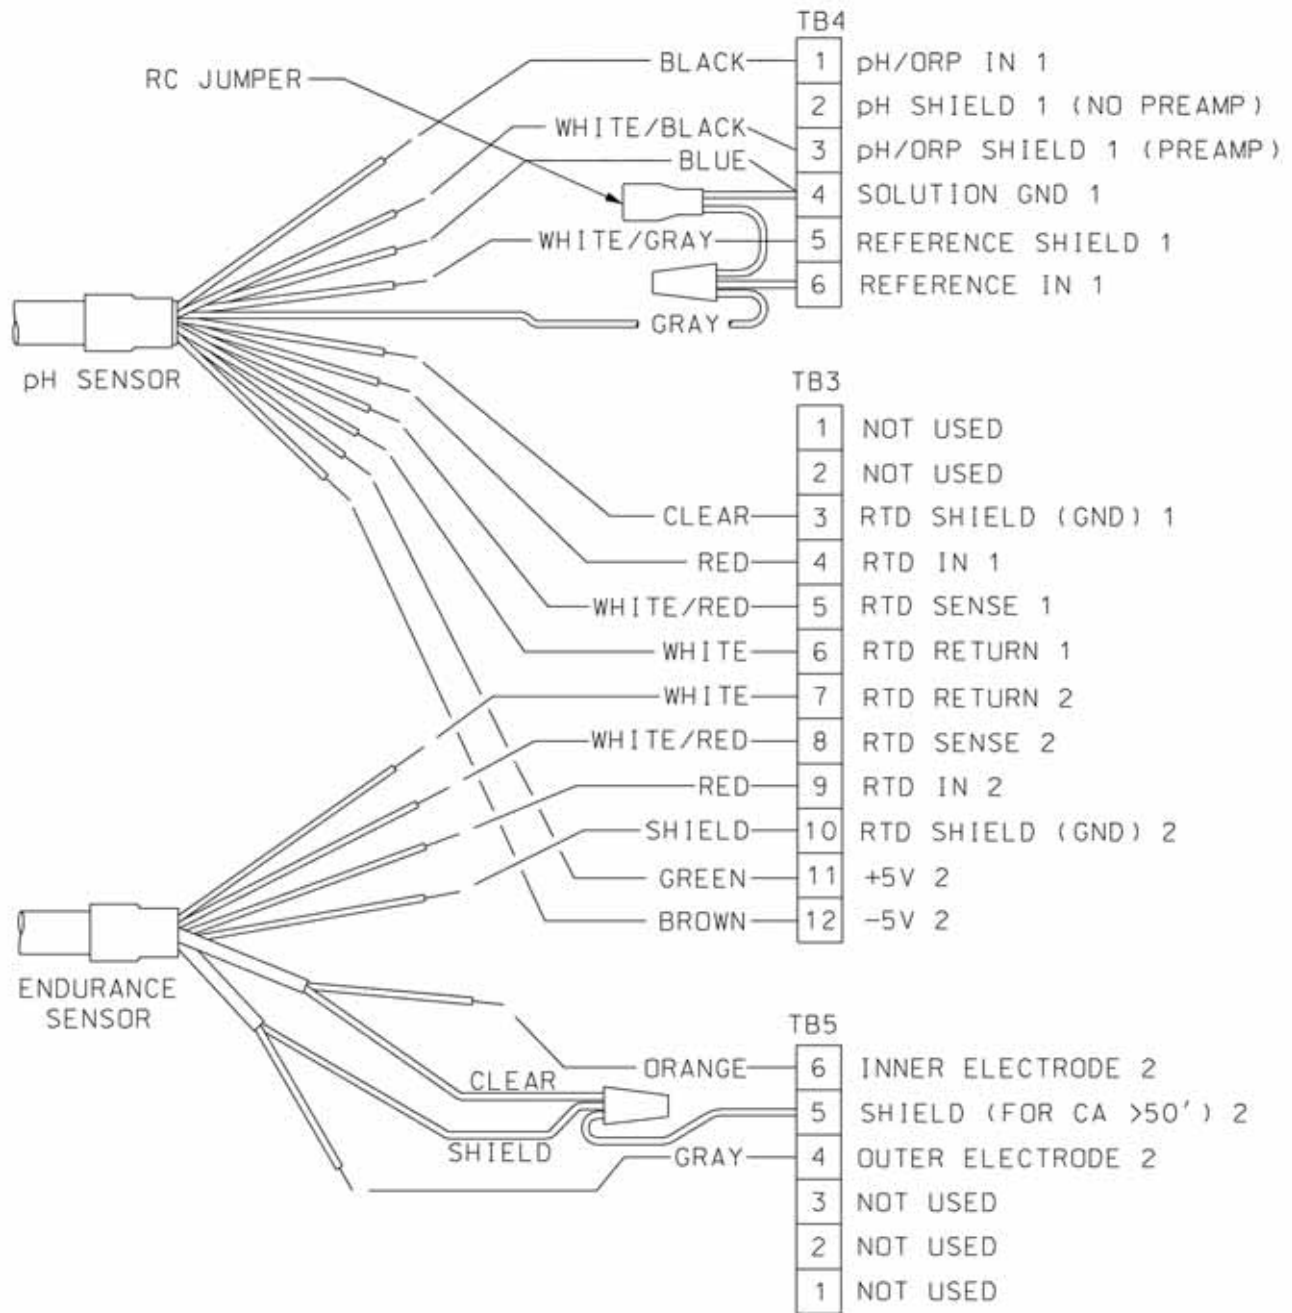 TB4
BLACK 1 pH/ORP IN 1
RC JUMPER
2 pH SHIELD 1 (NO PREAMP)
WHITE/BLACK 3 pH/ORP SHIELD 1 (PREAMP)
BLUE
4 SOLUTION GND 1
WHITE/GRAY 5 REFERENCE SHIELD 1
6 REFERENCE IN 1
GRAY
pH SENSOR
TB3
1 NOT USED
2 NOT USED
CLEAR 3 RTD SHIELD (GND) 1
RED 4 RTD IN 1
WHITE/RED 5 RTD SENSE 1
WHITE 6 RTD RETURN 1
WHITE 7 RTD RETURN 2
WHITE/RED 8 RTD SENSE 2
RED 9 RTD IN 2
SHIELD 10 RTD SHIELD (GND) 2
GREEN 11 +5V 2
BROWN 12 -5V 2
ENDURANCE
SENSOR
TB5
ORANGE 6 INNER ELECTRODE 2
CLEAR
5 SHIELD (FOR CA >50') 2
SHIELD
GRAY 4 OUTER ELECTRODE 2
3 NOT USED
2 NOT USED
1 NOT USED